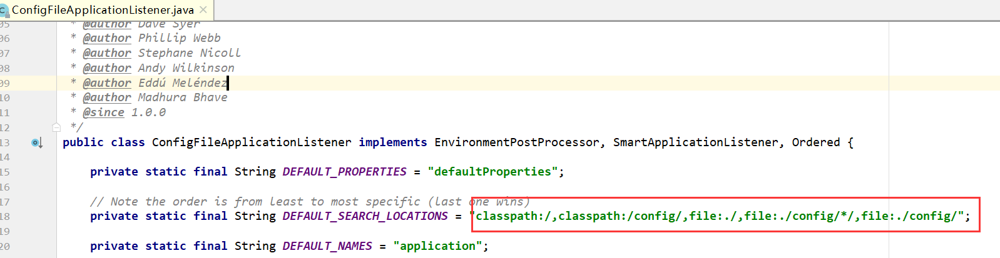 ConfigFileApplicationListener.java
05 * @author Dave Syer
06 * @author Phillip Webb
07 * @author Stephane Nicoll
08 * @author Andy Wilkinson
09 * @author Eddú Meléndez
10 * @author Madhura Bhave
11 * @since 1.0.0
12 */
13 public class ConfigFileApplicationListener implements EnvironmentPostProcessor, SmartApplicationListener, Ordered {
14
15 private static final String DEFAULT_PROPERTIES = "defaultProperties";
16
17 // Note the order is from least to most specific (last one wins)
18 private static final String DEFAULT_SEARCH_LOCATIONS = "classpath:/,classpath:/config/,file:./,file:./config/*/,file:./config/";
19
20 private static final String DEFAULT_NAMES = "application";